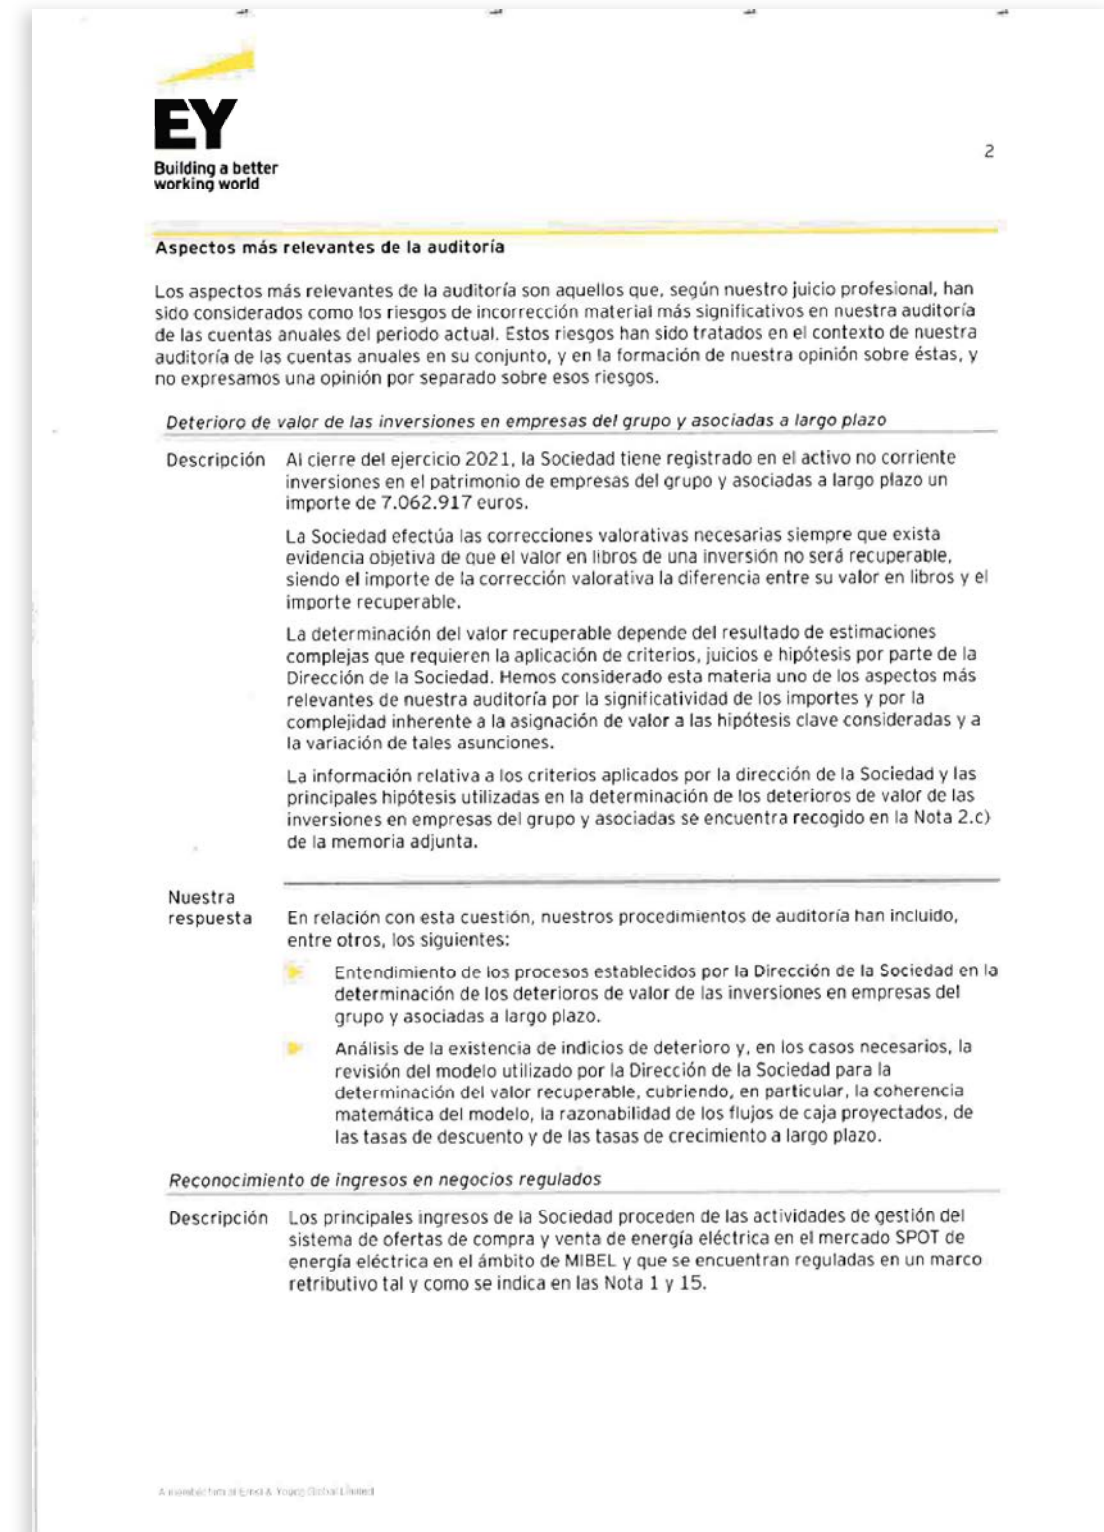 EY
Building a better
working world
2
Aspectos más relevantes de la auditoría
Los aspectos más relevantes de la auditoría son aquellos que, según nuestro juicio profesional, han
sido considerados como los riesgos de incorrección material más significativos en nuestra auditoría
de las cuentas anuales del periodo actual. Estos riesgos han sido tratados en el contexto de nuestra
auditoría de las cuentas anuales en su conjunto, y en la formación de nuestra opinión sobre éstas, y
no expresamos una opinión por separado sobre esos riesgos.
Deterioro de valor de las inversiones en empresas del grupo y asociadas a largo plazo
Descripción Al cierre del ejercicio 2021, la Sociedad tiene registrado en el activo no corriente
inversiones en el patrimonio de empresas del grupo y asociadas a largo plazo un
importe de 7.062.917 euros.
La Sociedad efectúa las correcciones valorativas necesarias siempre que exista
evidencia objetiva de que el valor en libros de una inversión no será recuperable,
siendo el importe de la corrección valorativa la diferencia entre su valor en libros y el
importe recuperable.
La determinación del valor recuperable depende del resultado de estimaciones
complejas que requieren la aplicación de criterios, juicios e hipótesis por parte de la
Dirección de la Sociedad. Hemos considerado esta materia uno de los aspectos más
relevantes de nuestra auditoría por la significatividad de los importes y por la
complejidad inherente a la asignación de valor a las hipótesis clave consideradas y a
la variación de tales asunciones.
La información relativa a los criterios aplicados por la dirección de la Sociedad y las
principales hipótesis utilizadas en la determinación de los deterioros de valor de las
inversiones en empresas del grupo y asociadas se encuentra recogido en la Nota 2.c)
de la memoria adjunta.
Nuestra
respuesta En relación con esta cuestión, nuestros procedimientos de auditoría han incluido,
entre otros, los siguientes:
Entendimiento de los procesos establecidos por la Dirección de la Sociedad en la
determinación de los deterioros de valor de las inversiones en empresas del
grupo y asociadas a largo plazo.
Análisis de la existencia de indicios de deterioro y, en los casos necesarios, la
revisión del modelo utilizado por la Dirección de la Sociedad para la
determinación del valor recuperable, cubriendo, en particular, la coherencia
matemática del modelo, la razonabilidad de los flujos de caja proyectados, de
las tasas de descuento y de las tasas de crecimiento a largo plazo.
Reconocimiento de ingresos en negocios regulados
Descripción Los principales ingresos de la Sociedad proceden de las actividades de gestión del
sistema de ofertas de compra y venta de energía eléctrica en el mercado SPOT de
energía eléctrica en el ámbito de MIBEL y que se encuentran reguladas en un marco
retributivo tal y como se indica en las Nota 1 y 15.
A member firm of Ernst & Young Global Limited